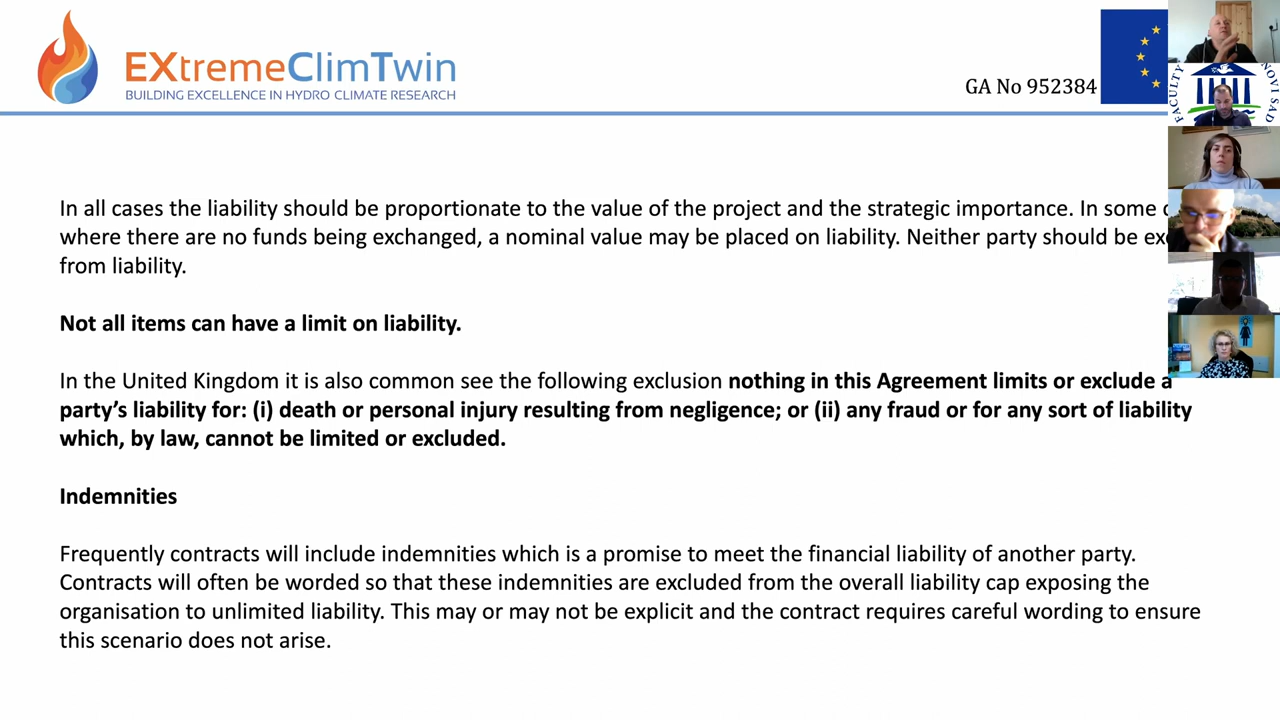 EXtremeClimTwin
BUILDING EXCELLENCE IN HYDRO CLIMATE RESEARCH
GA No 952384
FACULTY
NOVI SAD
In all cases the liability should be proportionate to the value of the project and the strategic importance. In some
where there are no funds being exchanged, a nominal value may be placed on liability. Neither party should be
from liability.
Not all items can have a limit on liability.
In the United Kingdom it is also common see the following exclusion nothing in this Agreement limits or exclude a
party’s liability for: (i) death or personal injury resulting from negligence; or (ii) any fraud or for any sort of liability
which, by law, cannot be limited or excluded.
Indemnities
Frequently contracts will include indemnities which is a promise to meet the financial liability of another party.
Contracts will often be worded so that these indemnities are excluded from the overall liability cap exposing the
organisation to unlimited liability. This may or may not be explicit and the contract requires careful wording to ensure
this scenario does not arise.